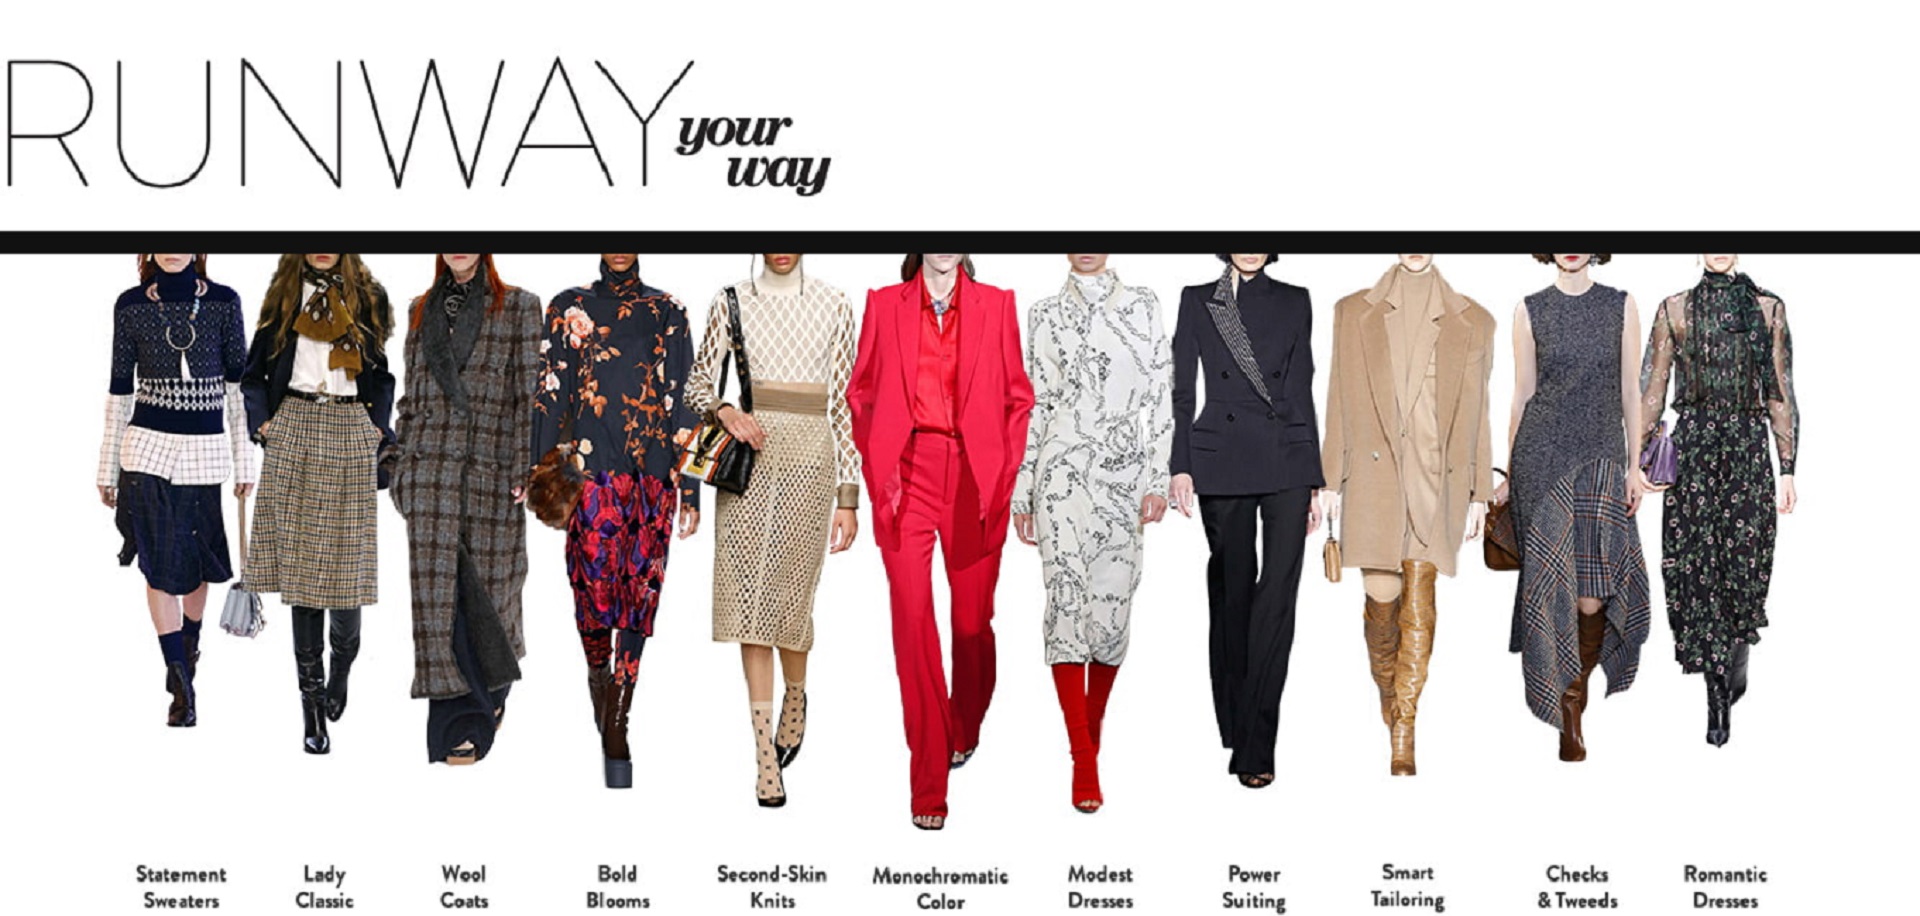 RUNWAY your
way
Statement
Sweaters
Lady
Classic
Wool
Coats
Bold
Blooms
Second-Skin
Knits
Monochromatic
Color
Modest
Dresses
Power
Suiting
Smart
Tailoring
Checks
& Tweeds
Romantic
Dresses